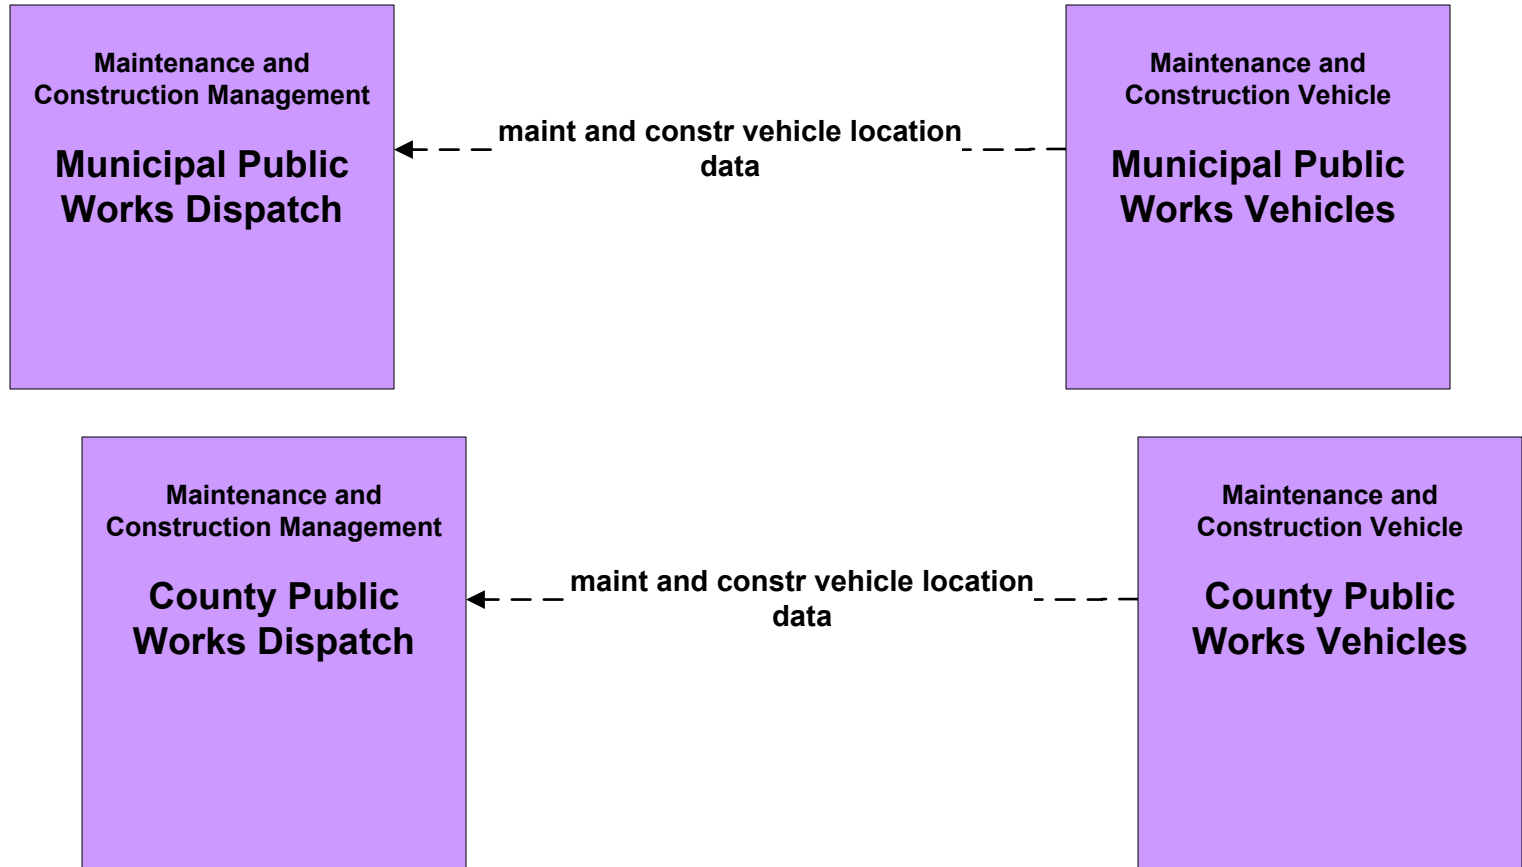 Maintenance and
Construction Management
Municipal Public
Works Dispatch
maint and constr vehicle location
data
Maintenance and
Construction Vehicle
Municipal Public
Works Vehicles
Maintenance and
Construction Management
County Public
Works Dispatch
maint and constr vehicle location
data
Maintenance and
Construction Vehicle
County Public
Works Vehicles